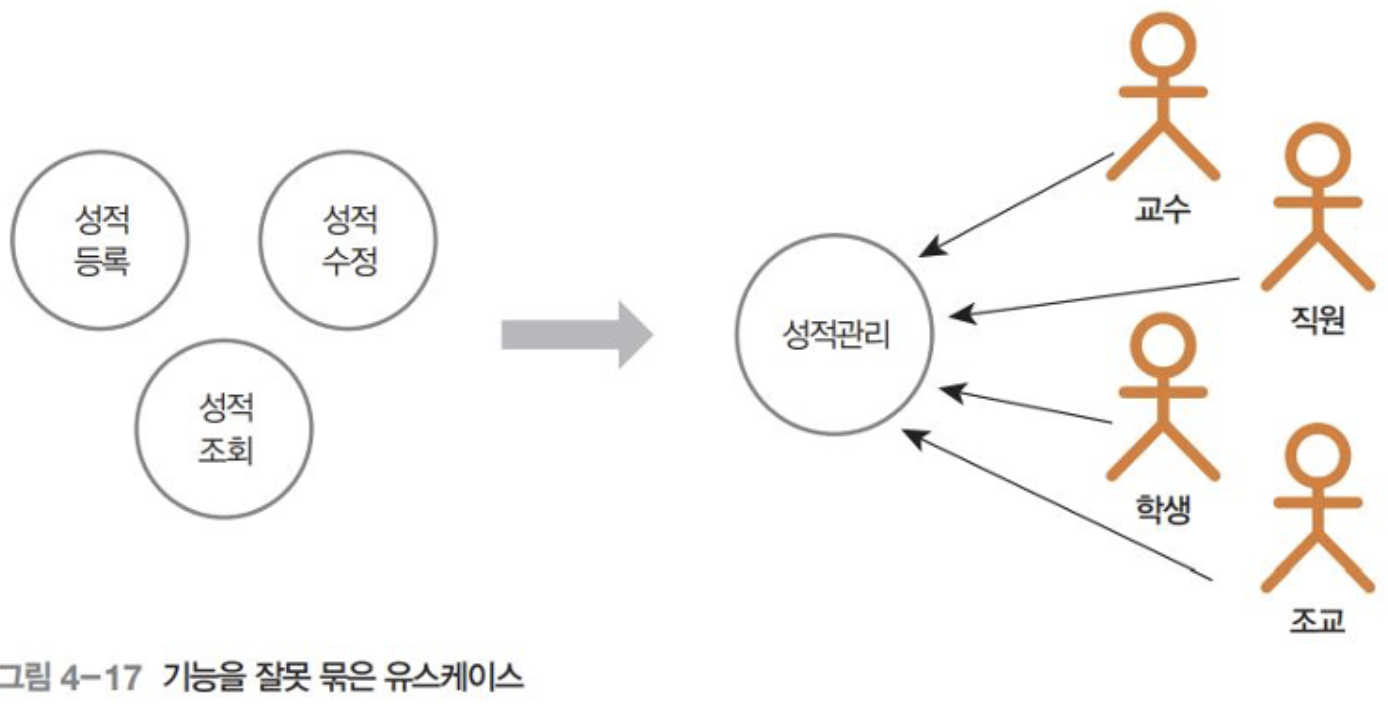 성적
등록
성적
수정
성적
조회
성적관리
교수
직원
학생
조교
그림 4-17 기능을 잘못 묶은 유스케이스